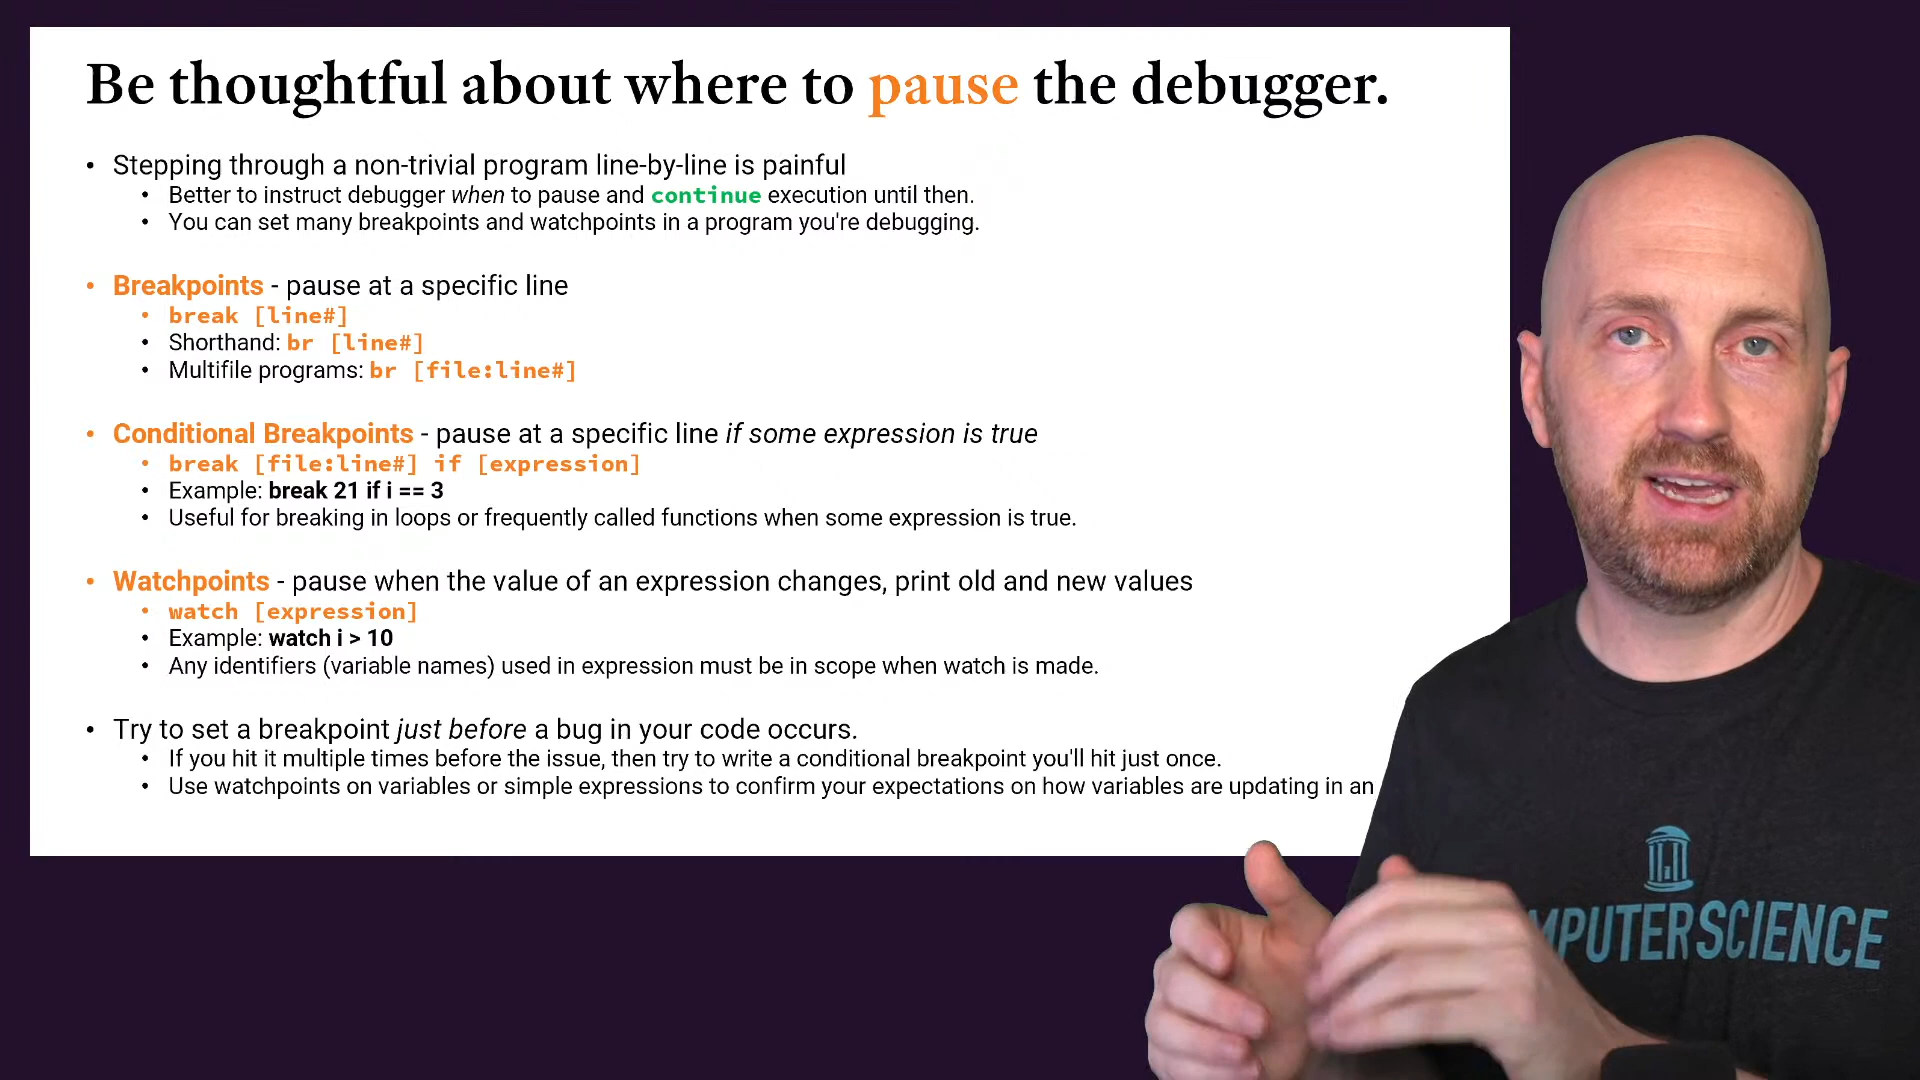 Be thoughtful about where to pause the debugger.
• Stepping through a non-trivial program line-by-line is painful
• Better to instruct debugger when to pause and continue execution until then.
• You can set many breakpoints and watchpoints in a program you're debugging.
• Breakpoints - pause at a specific line
• break [line#]
• Shorthand: br [line#]
• Multifile programs: br [file:line#]
• Conditional Breakpoints - pause at a specific line if some expression is true
• break [file:line#] if [expression]
• Example: break 21 if i == 3
• Useful for breaking in loops or frequently called functions when some expression is true.
• Watchpoints - pause when the value of an expression changes, print old and new values
• watch [expression]
• Example: watch i > 10
• Any identifiers (variable names) used in expression must be in scope when watch is made.
• Try to set a breakpoint just before a bug in your code occurs.
• If you hit it multiple times before the issue, then try to write a conditional breakpoint you'll hit just once.
• Use watchpoints on variables or simple expressions to confirm your expectations on how variables are updating in an
MPUTER SCIENCE